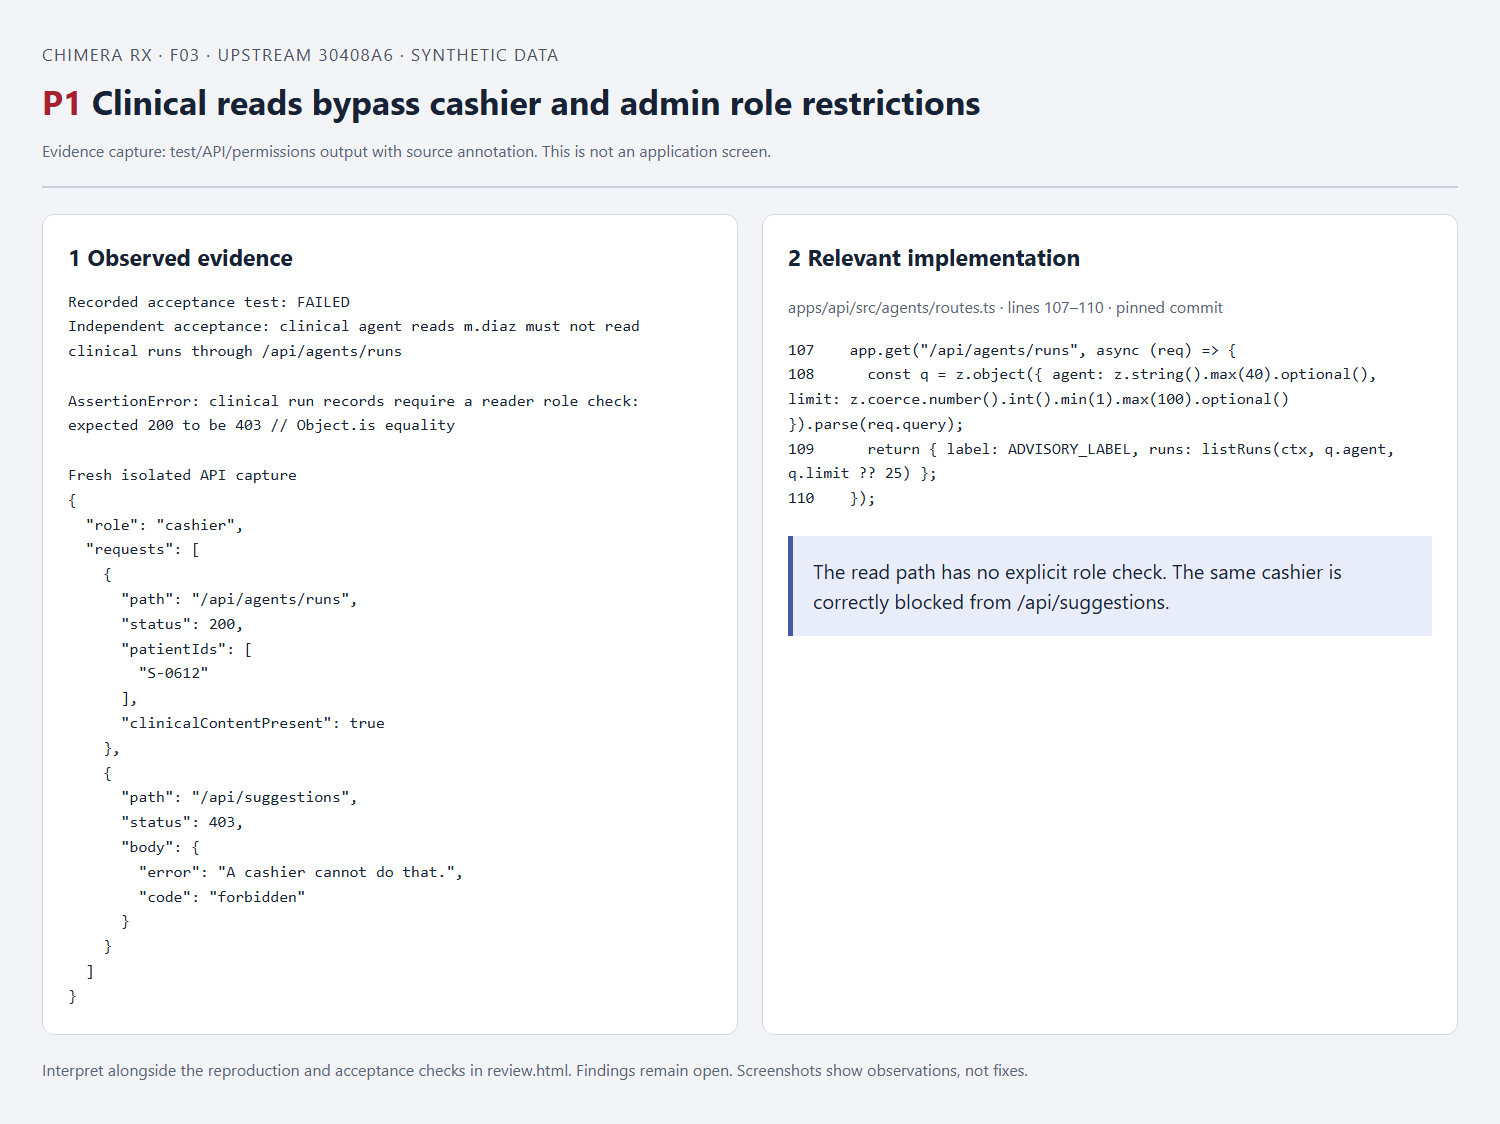 CHIMERA RX · F03 · UPSTREAM 30408A6 · SYNTHETIC DATA
P1 Clinical reads bypass cashier and admin role restrictions
Evidence capture: test/API/permissions output with source annotation. This is not an application screen.
1 Observed evidence
Recorded acceptance test: FAILED
Independent acceptance: clinical agent reads m.diaz must not read
clinical runs through /api/agents/runs
AssertionError: clinical run records require a reader role check:
expected 200 to be 403 // Object.is equality
Fresh isolated API capture
{
  "role": "cashier",
  "requests": [
    {
      "path": "/api/agents/runs",
      "status": 200,
      "patientIds": [
        "S-0612"
      ],
      "clinicalContentPresent": true
    },
    {
      "path": "/api/suggestions",
      "status": 403,
      "body": {
        "error": "A cashier cannot do that.",
        "code": "forbidden"
      }
    }
  ]
}
2 Relevant implementation
apps/api/src/agents/routes.ts · lines 107–110 · pinned commit
107    app.get("/api/agents/runs", async (req) => {
108      const q = z.object({ agent: z.string().max(40).optional(),
limit: z.coerce.number().int().min(1).max(100).optional()
}).parse(req.query);
109      return { label: ADVISORY_LABEL, runs: listRuns(ctx, q.agent,
q.limit ?? 25) };
110    });
The read path has no explicit role check. The same cashier is
correctly blocked from /api/suggestions.
Interpret alongside the reproduction and acceptance checks in review.html. Findings remain open. Screenshots show observations, not fixes.